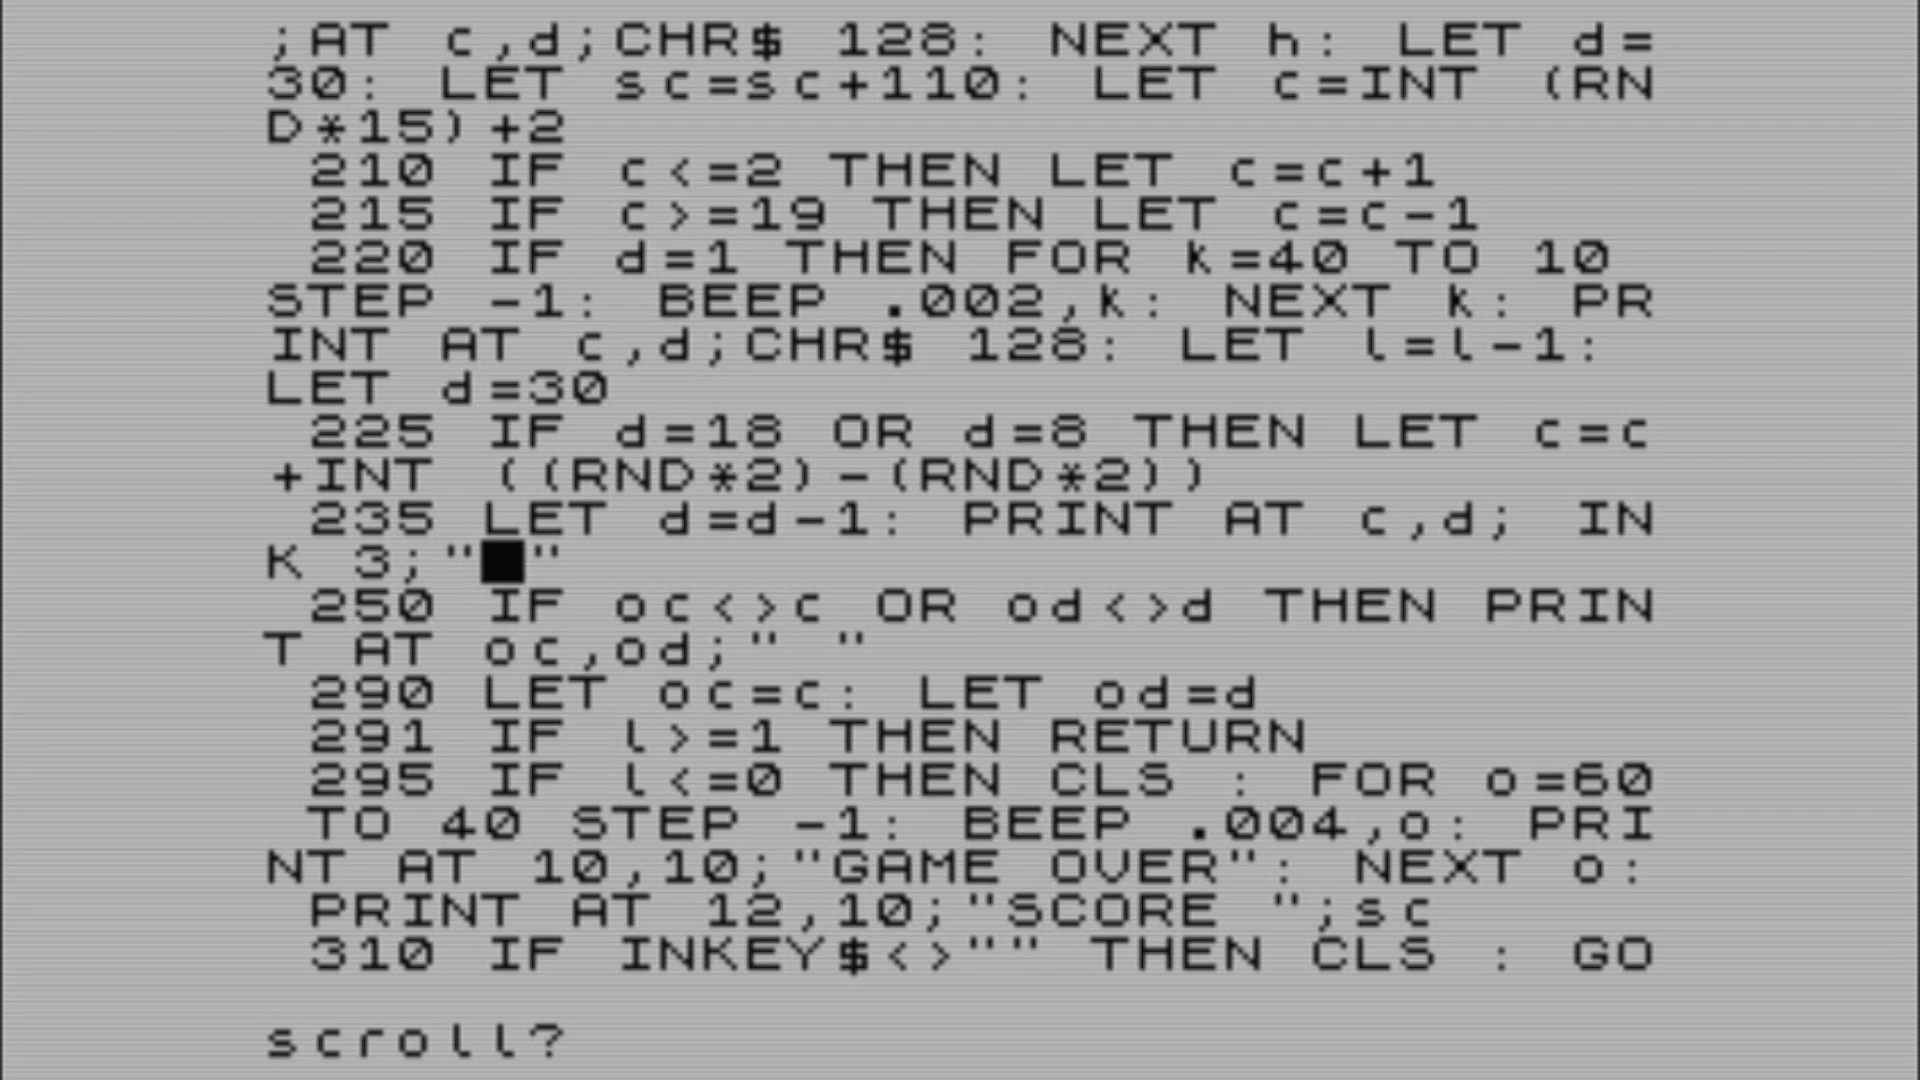 ;AT c,d;CHR$ 128: NEXT h: LET d=
30: LET sc=sc+110: LET c=INT (RN
D*15)+2
210 IF c<=2 THEN LET c=c+1
215 IF c>=19 THEN LET c=c-1
220 IF d=1 THEN FOR k=40 TO 10
STEP -1: BEEP .002,k: NEXT k: PR
INT AT c,d;CHR$ 128: LET l=l-1:
LET d=30
225 IF d=18 OR d=8 THEN LET c=c
+INT ((RND*2)-(RND*2))
235 LET d=d-1: PRINT AT c,d; IN
K 3;"█"
250 IF oc<>c OR od<>d THEN PRIN
T AT oc,od;" "
290 LET oc=c: LET od=d
291 IF l>=1 THEN RETURN
295 IF l<=0 THEN CLS : FOR o=60
TO 40 STEP -1: BEEP .004,o: PRI
NT AT 10,10;"GAME OVER": NEXT o:
PRINT AT 12,10;"SCORE ";sc
310 IF INKEY$<>"" THEN CLS : GO
scroll?